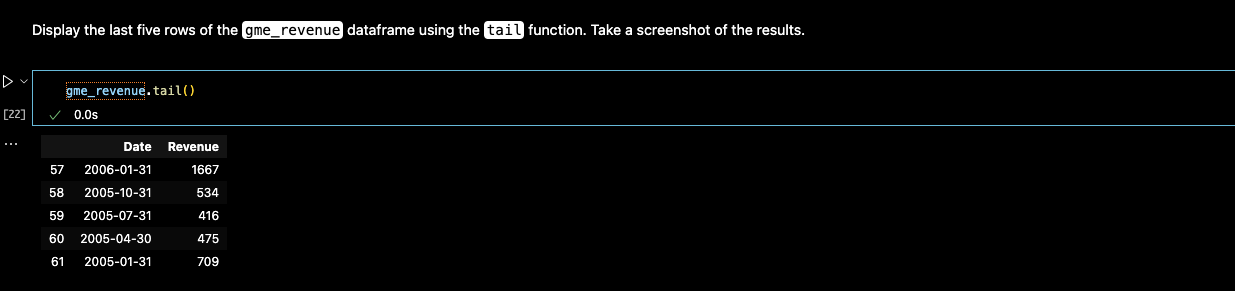 Display the last five rows of the gme_revenue dataframe using the tail function. Take a screenshot of the results.
gme_revenue.tail()
[22]
0.0s
...
Date Revenue
57 2006-01-31 1667
58 2005-10-31 534
59 2005-07-31 416
60 2005-04-30 475
61 2005-01-31 709